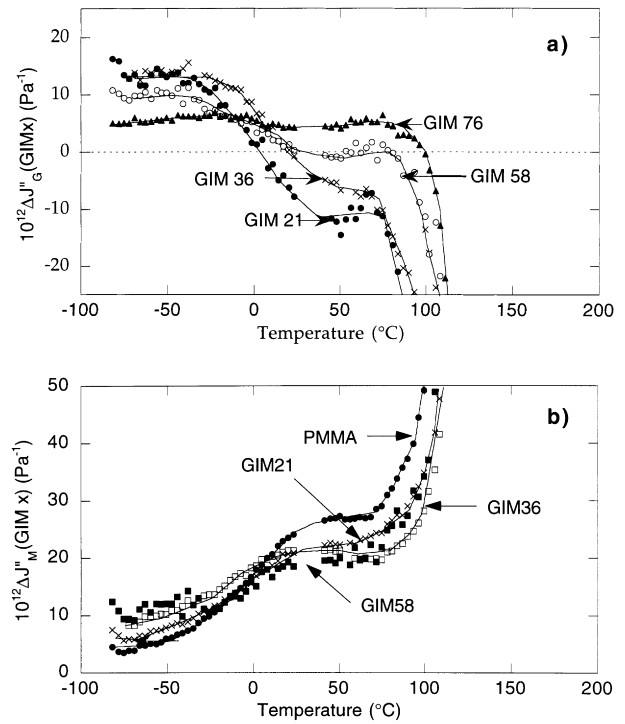 a)
20
10
0
-10
-20
10¹²ΔJ"G(GIMx) (Pa⁻¹)
GIM 76
GIM 58
GIM 36
GIM 21
-100 -50 0 50 100 150 200
Temperature (°C)
b)
50
40
30
20
10
0
10¹²ΔJ"M(GIM x) (Pa⁻¹)
PMMA
GIM21
GIM36
GIM58
-100 -50 0 50 100 150 200
Temperature (°C)